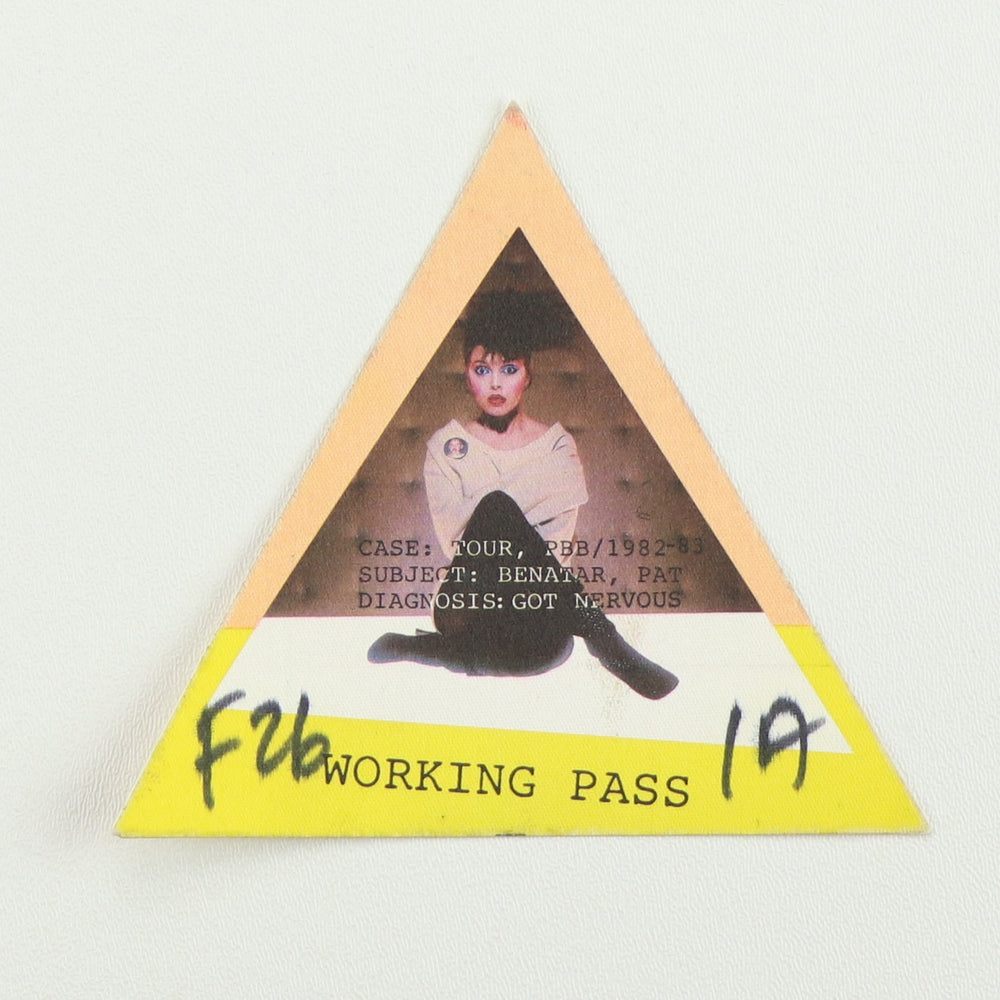 CASE: TOUR, PBB/1982-83
SUBJECT: BENATAR, PAT
DIAGNOSIS: GOT NERVOUS
F26 1A
WORKING PASS